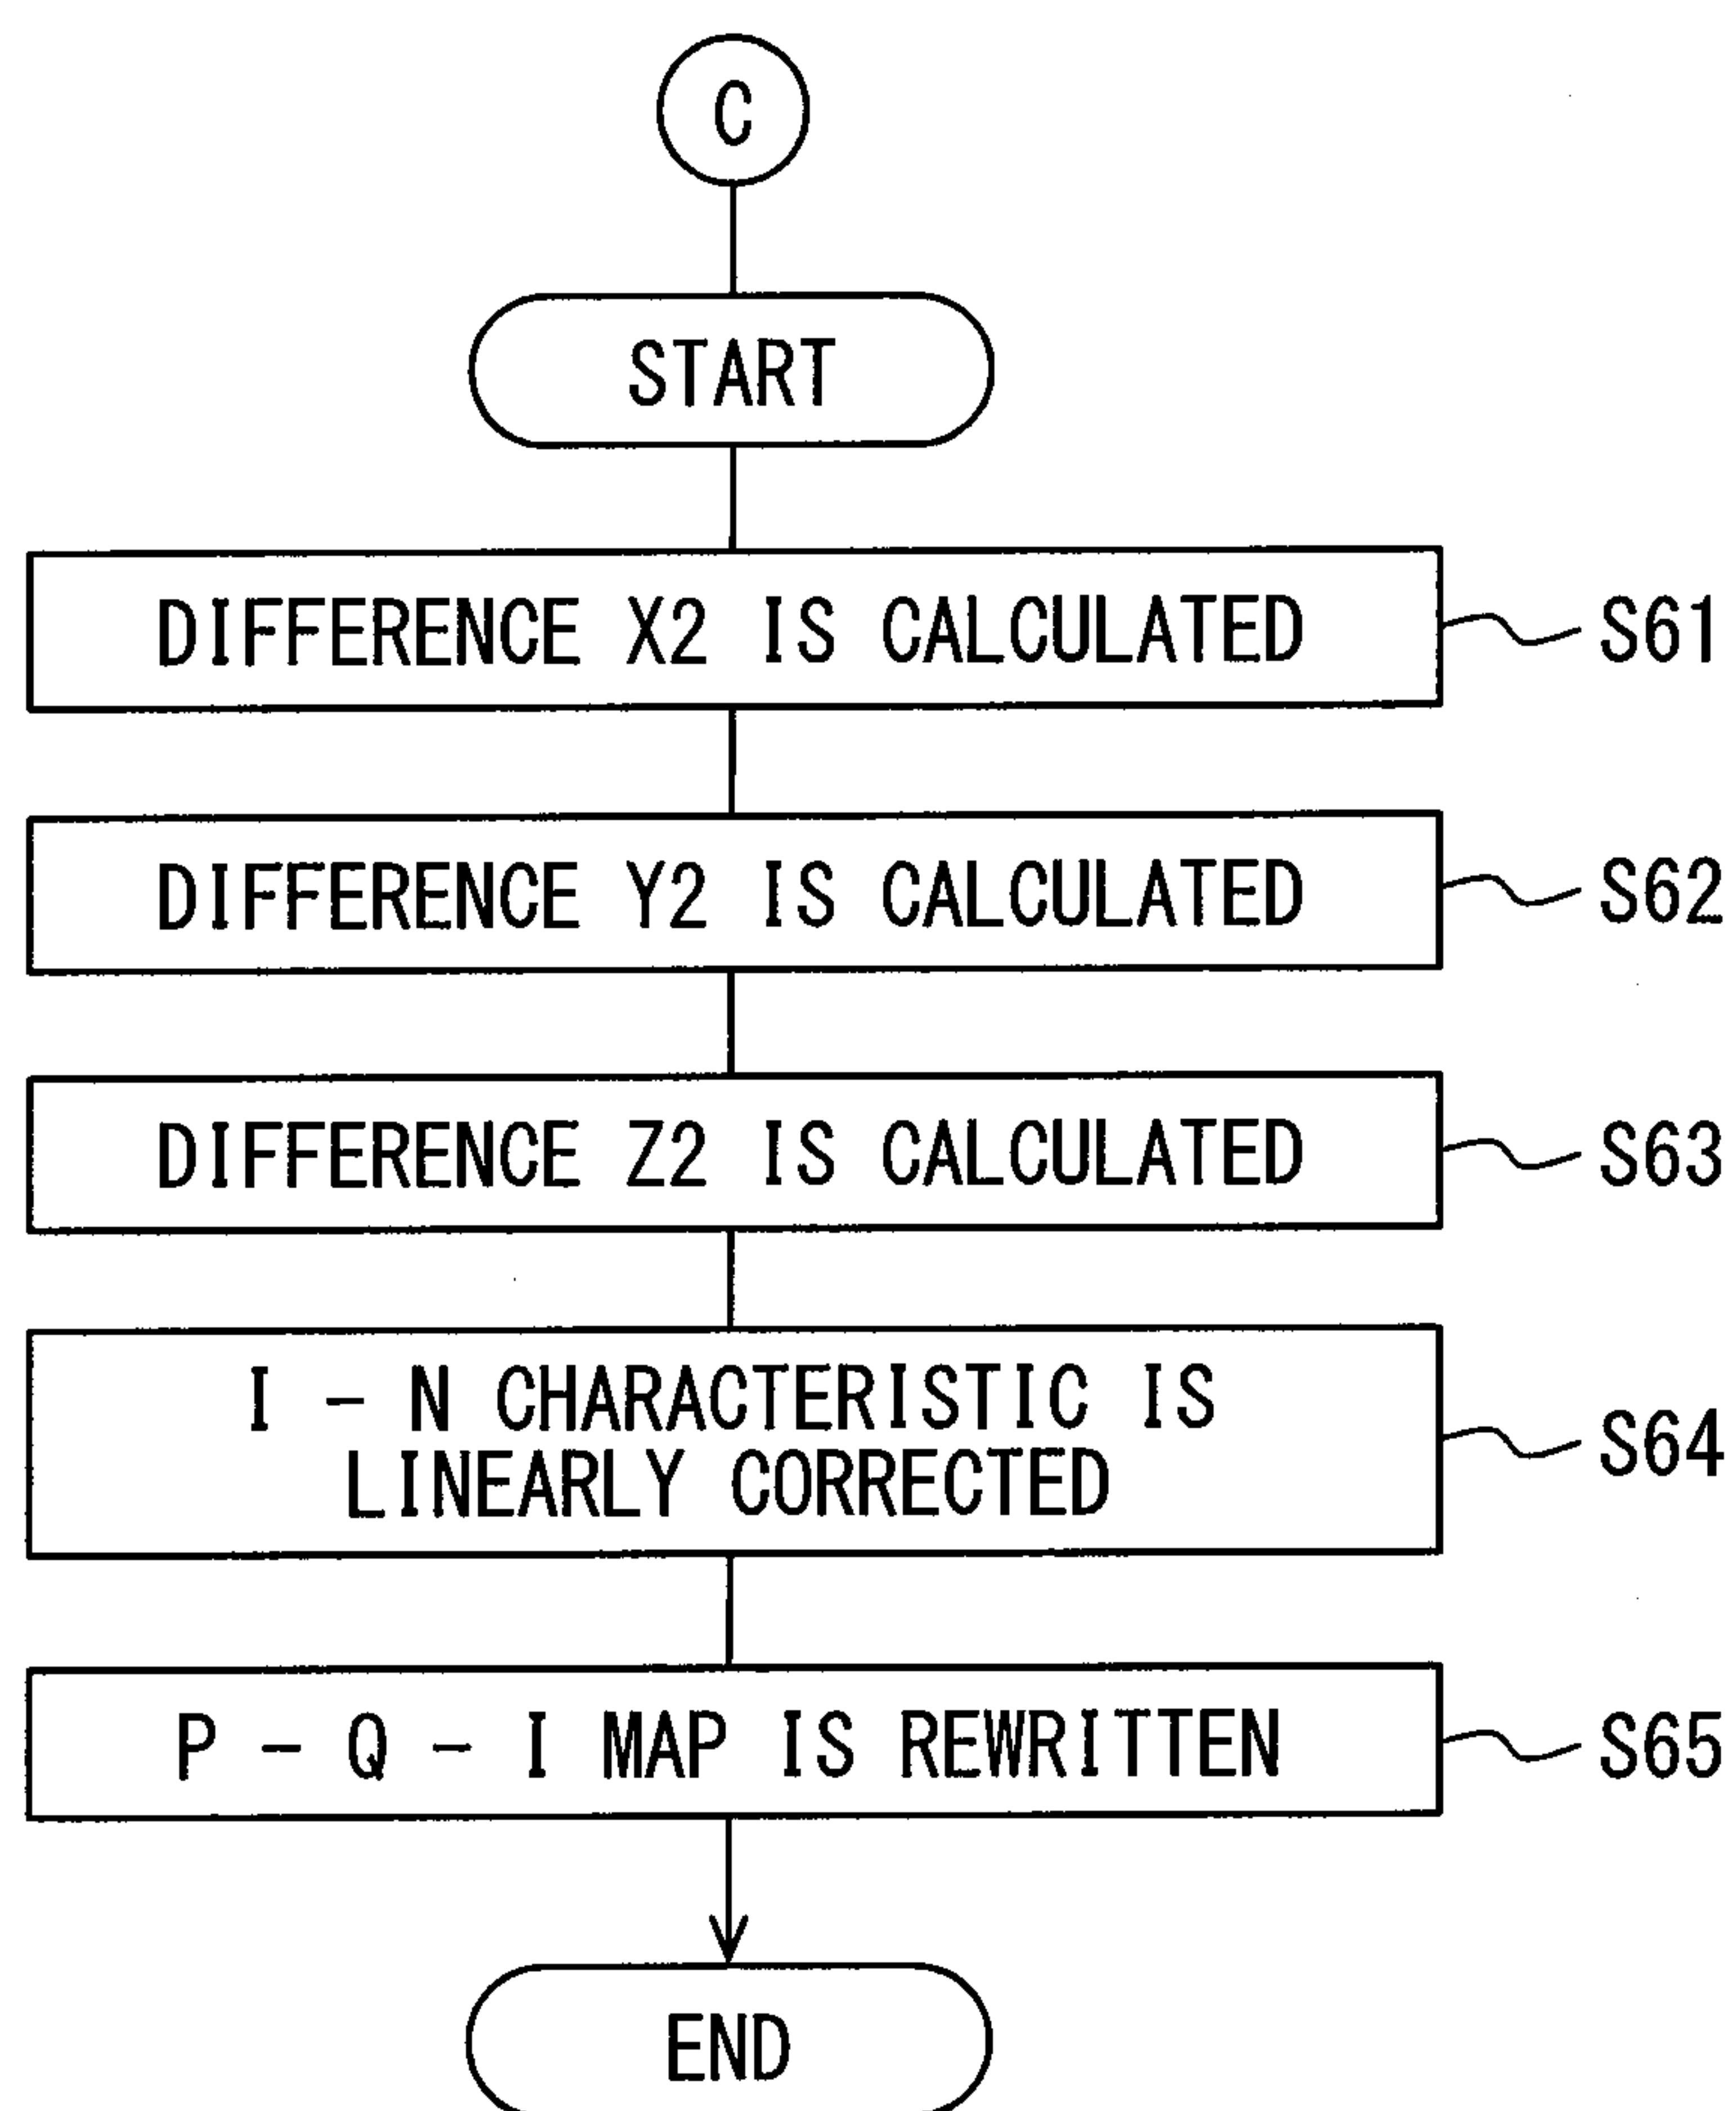 C
START
DIFFERENCE X2 IS CALCULATED
S61
DIFFERENCE Y2 IS CALCULATED
S62
DIFFERENCE Z2 IS CALCULATED
S63
I - N CHARACTERISTIC IS
LINEARLY CORRECTED
S64
P - Q - I MAP IS REWRITTEN
S65
END